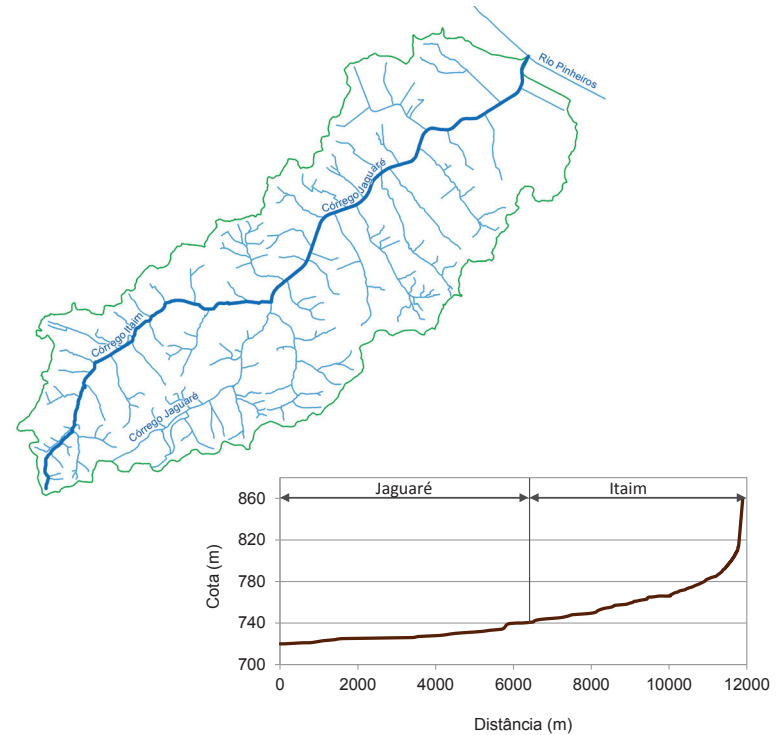 Rio Pinheiros
Córrego Jaguaré
Córrego Itaim
Córrego Jaguaré
Jaguaré
Itaim
860
820
780
740
700
Cota (m)
0
2000
4000
6000
8000
10000
12000
Distância (m)